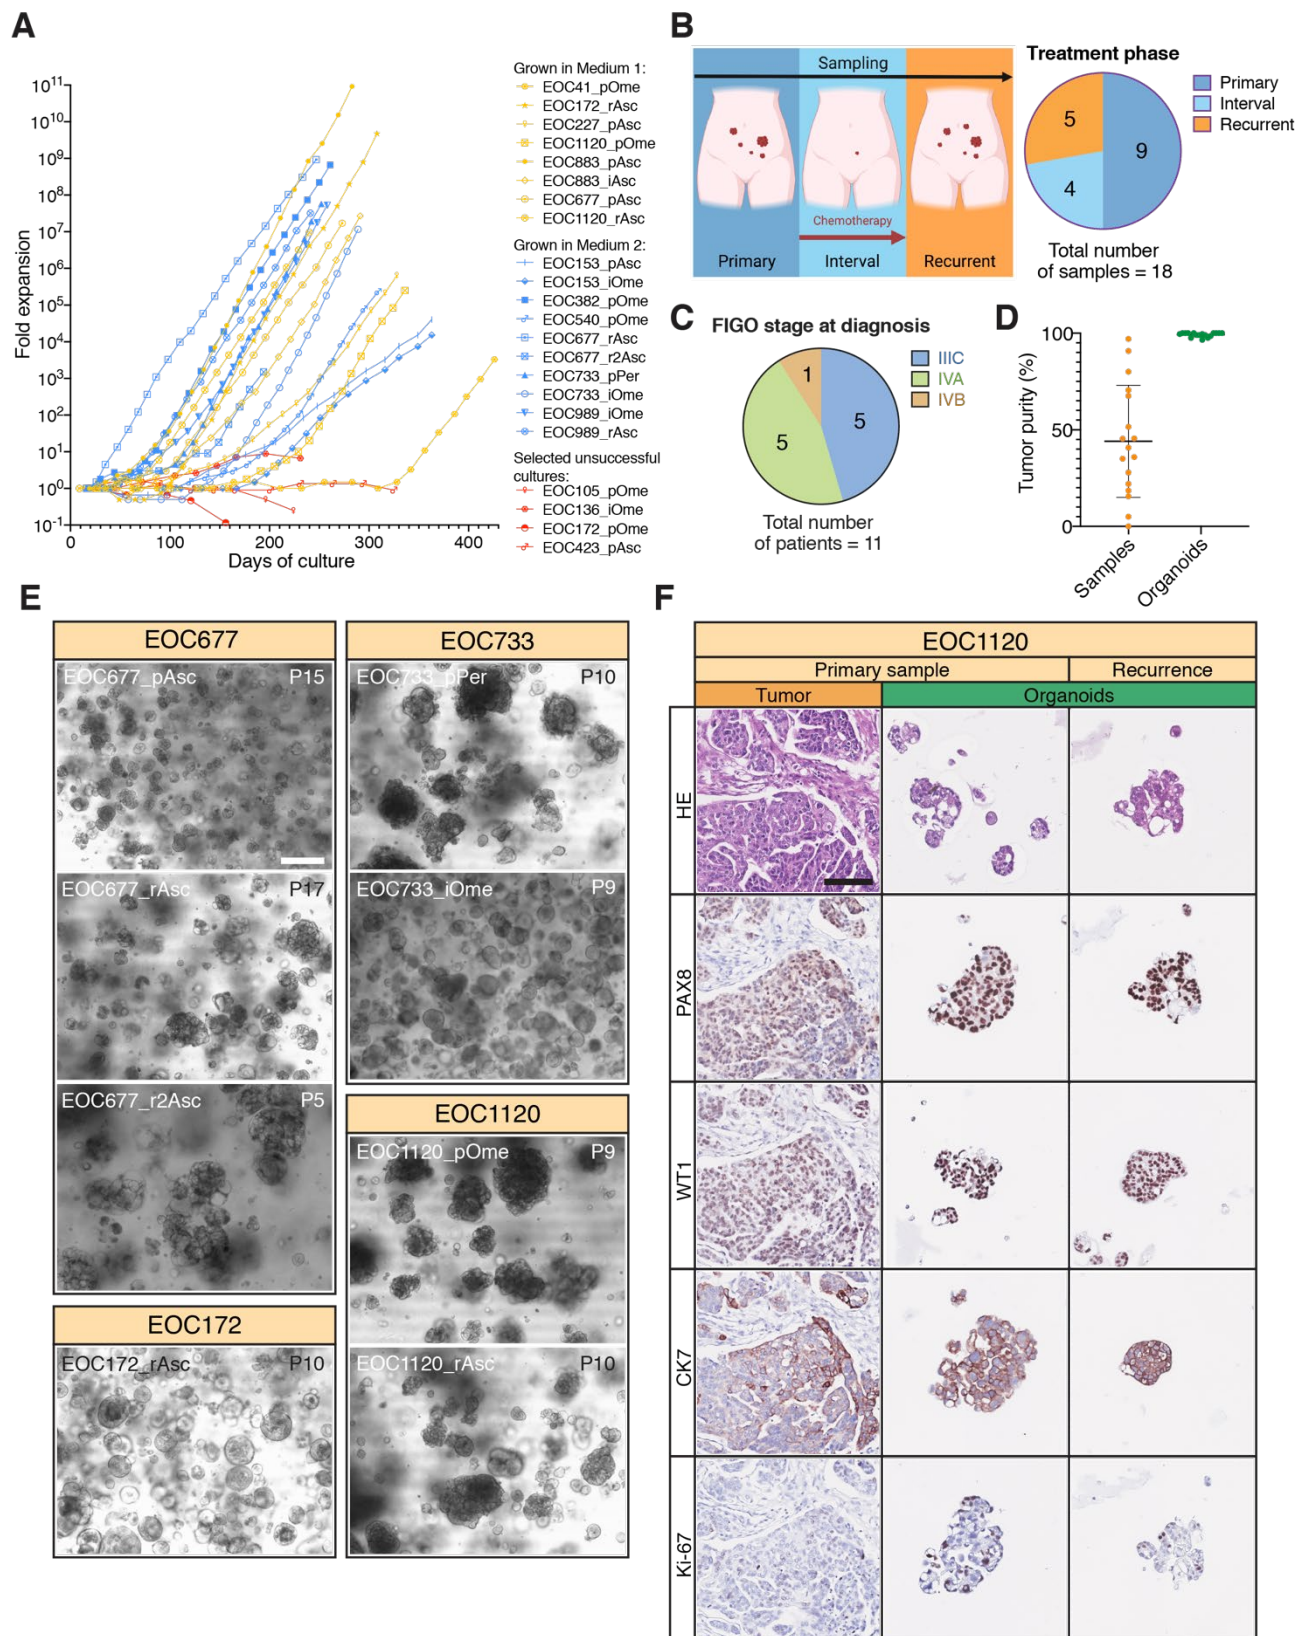 A
Fold expansion
10^11
10^10
10^9
10^8
10^7
10^6
10^5
10^4
10^3
10^2
10^1
10^0
10^-1
0
100
200
300
400
Days of culture
Grown in Medium 1:
EOC41_pOme
EOC172_rAsc
EOC227_pAsc
EOC1120_pOme
EOC883_pAsc
EOC883_iAsc
EOC677_pAsc
EOC1120_rAsc
Grown in Medium 2:
EOC153_pAsc
EOC153_iOme
EOC382_pOme
EOC540_pOme
EOC677_rAsc
EOC677_r2Asc
EOC733_pPer
EOC733_iOme
EOC989_iOme
EOC989_rAsc
Selected unsuccessful
cultures:
EOC105_pOme
EOC136_iOme
EOC172_pOme
EOC423_pAsc
B
Sampling
Chemotherapy
Primary
Interval
Recurrent
Treatment phase
5
9
4
Primary
Interval
Recurrent
Total number
of samples = 18
C
FIGO stage at diagnosis
1
5
5
IIIC
IVA
IVB
Total number
of patients = 11
D
Tumor purity (%)
100
50
0
Samples
Organoids
E
EOC677
EOC677_pAsc P15
EOC677_rAsc P17
EOC677_r2Asc P5
EOC172
EOC172_rAsc P10
EOC733
EOC733_pPer P10
EOC733_iOme P9
EOC1120
EOC1120_pOme P9
EOC1120_rAsc P10
F
EOC1120
Primary sample
Recurrence
Tumor
Organoids
HE
PAX8
WT1
CK7
Ki-67